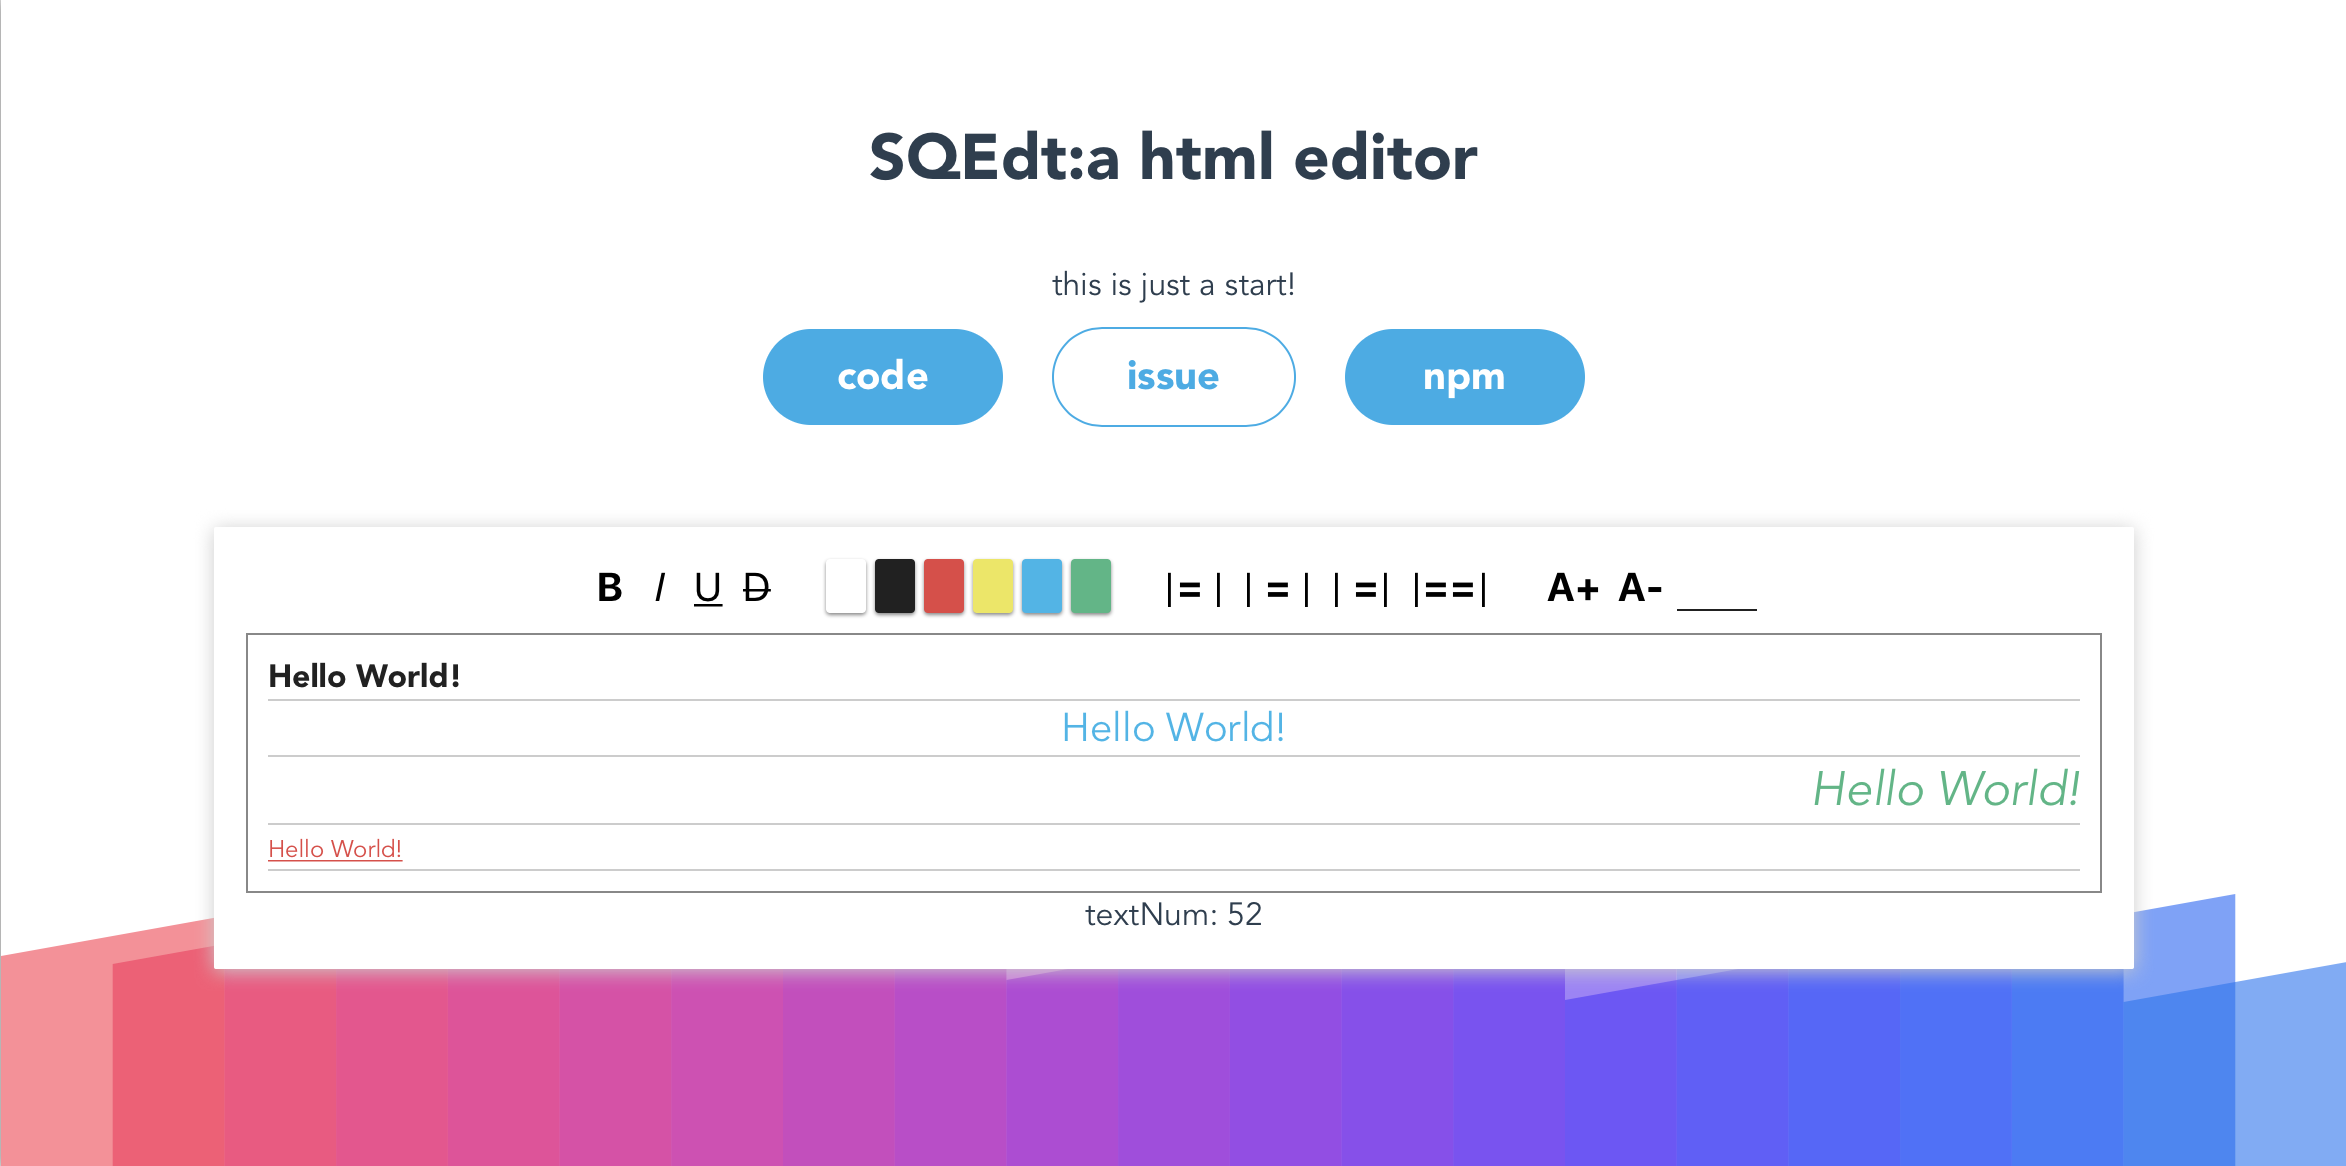 SQEdt:a html editor
this is just a start!
code issue npm
B I U D |= | | = | | =| |==| A+ A-
Hello World!
Hello World!
Hello World!
Hello World!
textNum: 52